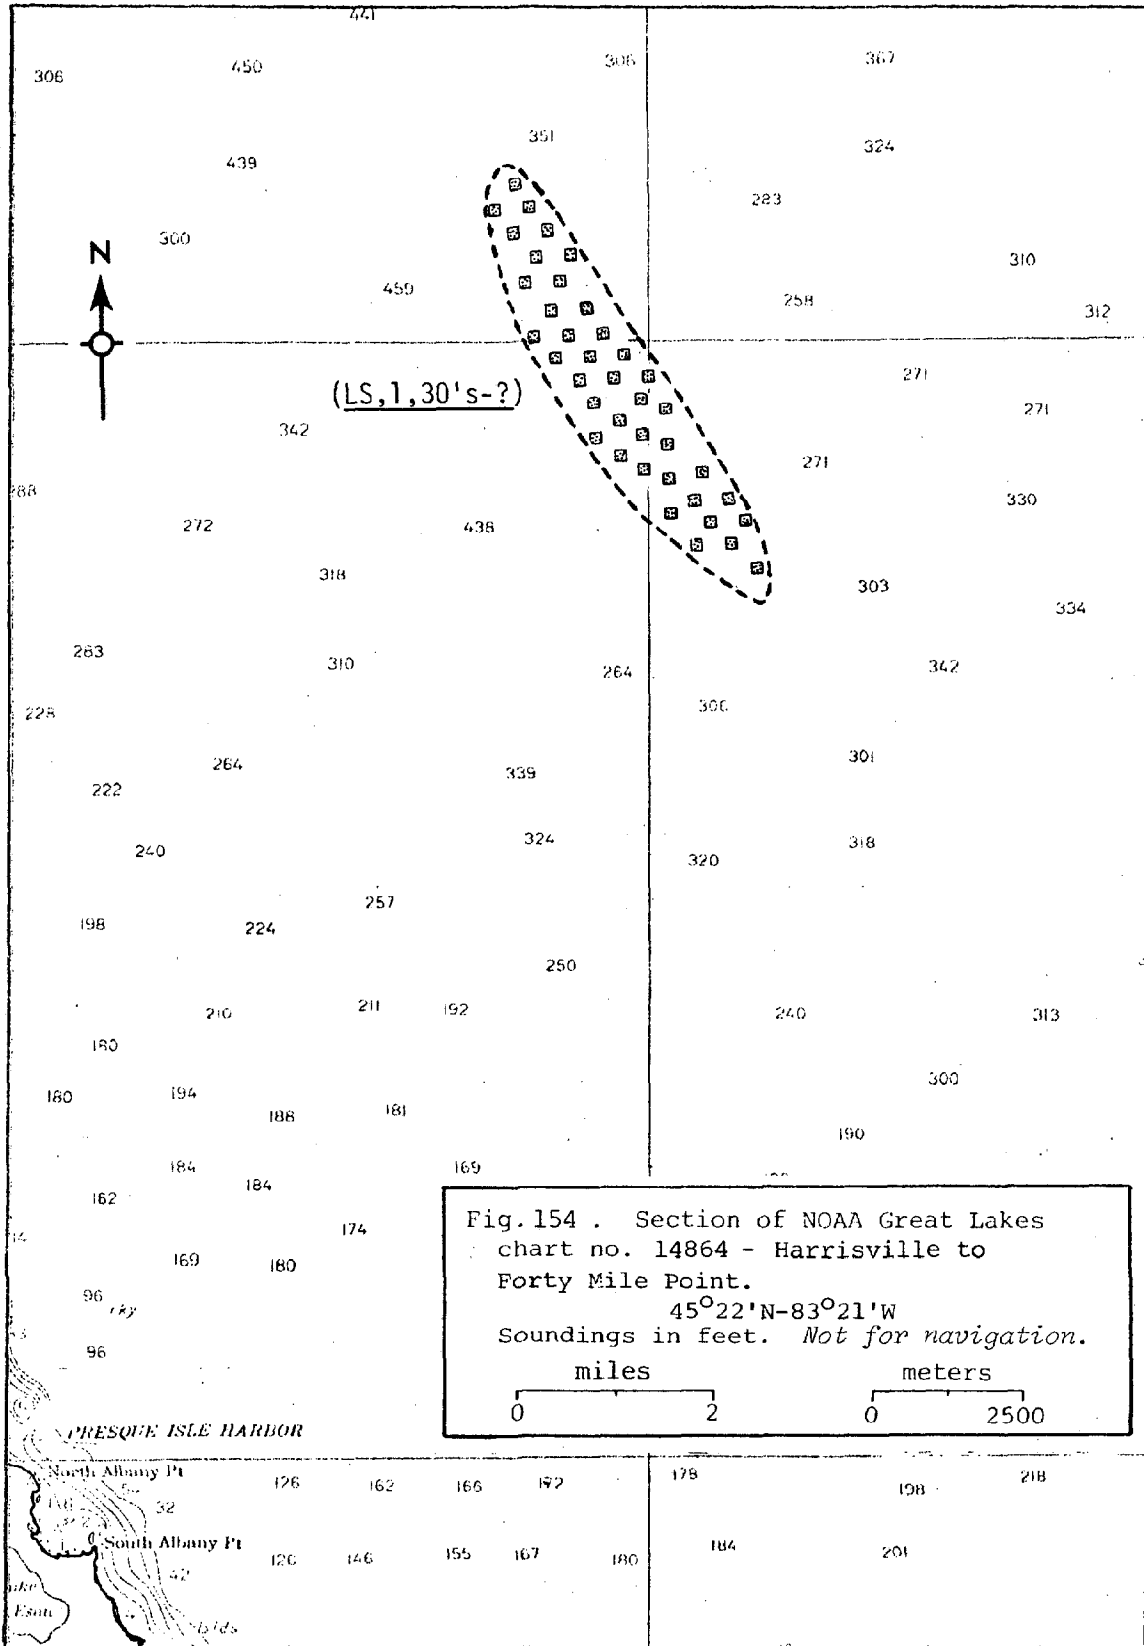 441
306 450 306 367
351 324
439
283
300 310
N
459 258 312
271
(LS,1,30's-?)
271
342
271
330
272 438
318
303
334
283 310 264 342
228 306
264 301
222 339
240 324 318
320
257
198 224
250
210 211 192 240 313
180
300
180 194
188 181
190
184 169
162 184
174
169 180
96
96
Fig. 154 . Section of NOAA Great Lakes
chart no. 14864 - Harrisville to
Forty Mile Point.
45°22'N-83°21'W
Soundings in feet. Not for navigation.
miles meters
0 2 0 2500
PRESQUE ISLE HARBOR
North Albany Pt
126 162 166 172 178 198 218
32
South Albany Pt
126 146 155 167 180 184 201
42